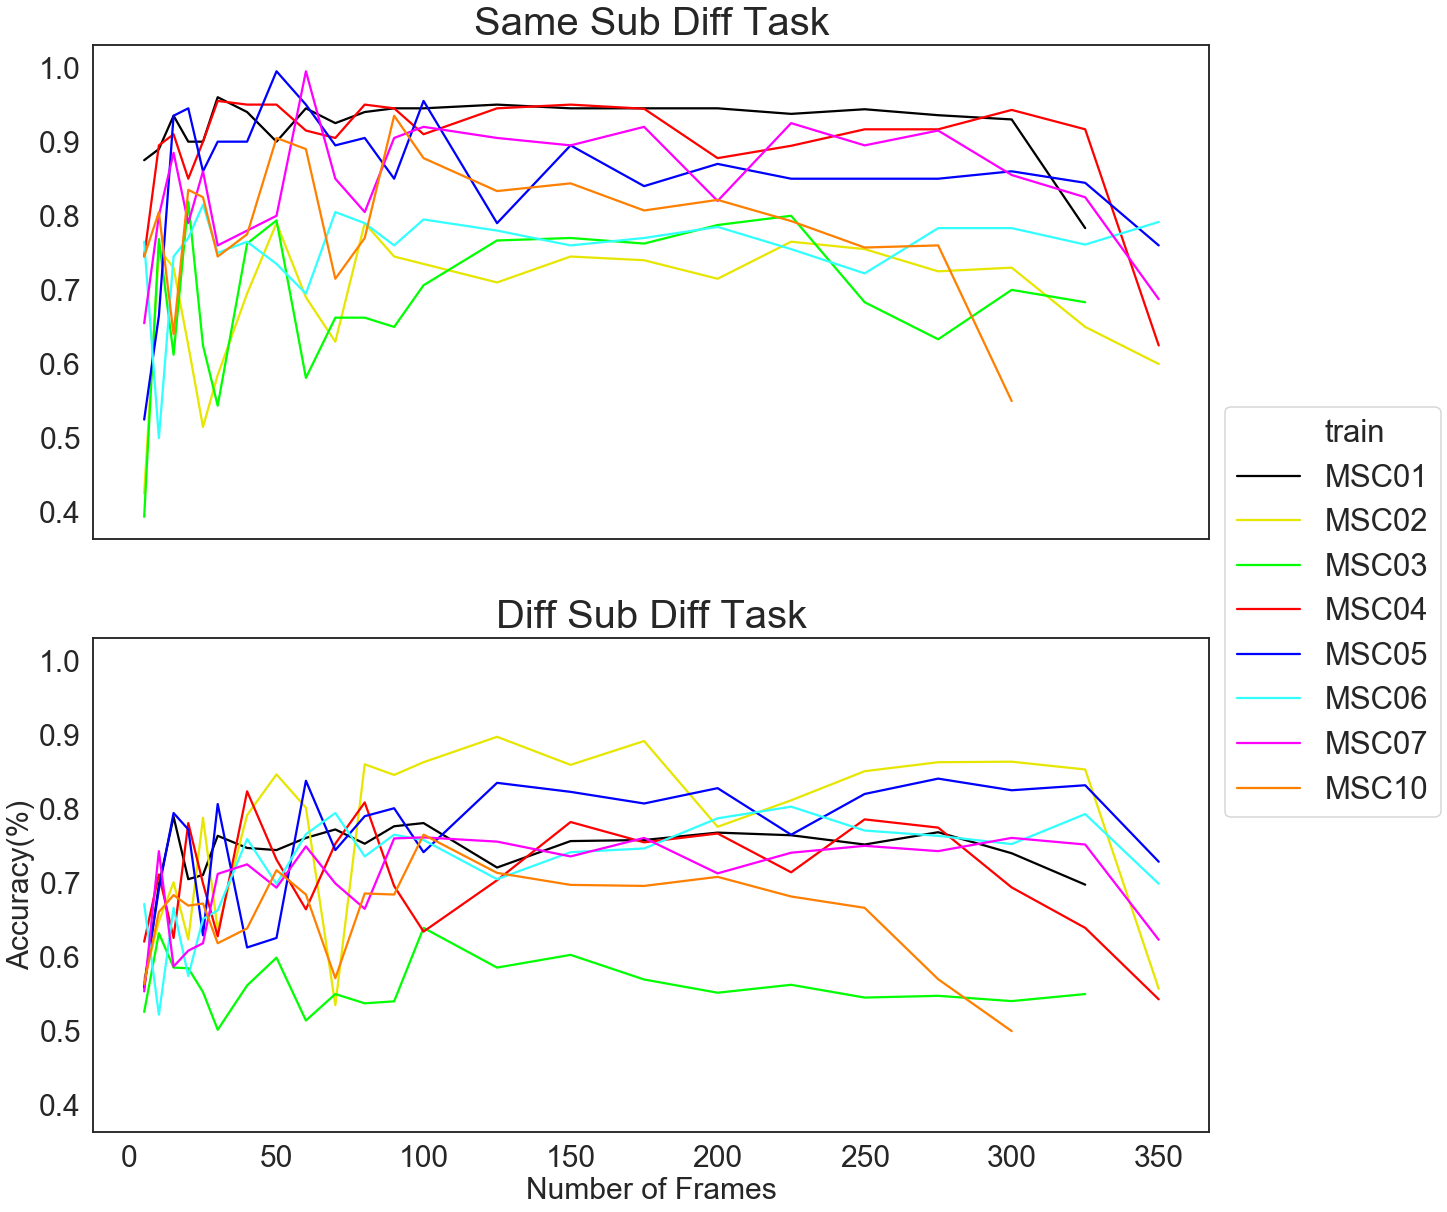 Same Sub Diff Task
1.0
0.9
0.8
0.7
0.6
0.5
0.4
Diff Sub Diff Task
1.0
0.9
0.8
0.7
0.6
0.5
0.4
Accuracy(%)
0 50 100 150 200 250 300 350
Number of Frames
train
MSC01
MSC02
MSC03
MSC04
MSC05
MSC06
MSC07
MSC10